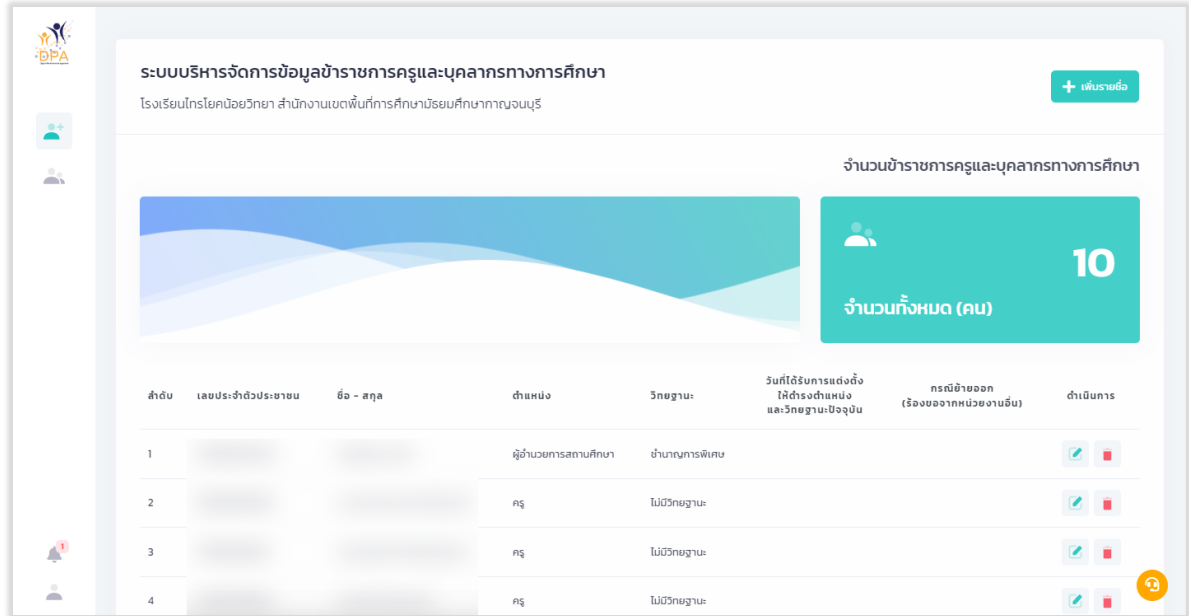 DPA
ระบบบริหารจัดการข้อมูลข้าราชการครูและบุคลากรทางการศึกษา
โรงเรียนไทรโยคน้อยวิทยา สำนักงานเขตพื้นที่การศึกษามัธยมศึกษากาญจนบุรี
เพิ่มรายชื่อ
จำนวนข้าราชการครูและบุคลากรทางการศึกษา
10
จำนวนทั้งหมด (คน)
ลำดับ เลขประจำตัวประชาชน ชื่อ - สกุล ตำแหน่ง วิทยฐานะ วันที่ได้รับการแต่งตั้ง ให้ดำรงตำแหน่ง และวิทยฐานะปัจจุบัน กรณีย้ายออก (ร้องขอจากหน่วยงานอื่น) ดำเนินการ
1 ผู้อำนวยการสถานศึกษา ชำนาญการพิเศษ
2 ครู ไม่มีวิทยฐานะ
3 ครู ไม่มีวิทยฐานะ
4 ครู ไม่มีวิทยฐานะ
1